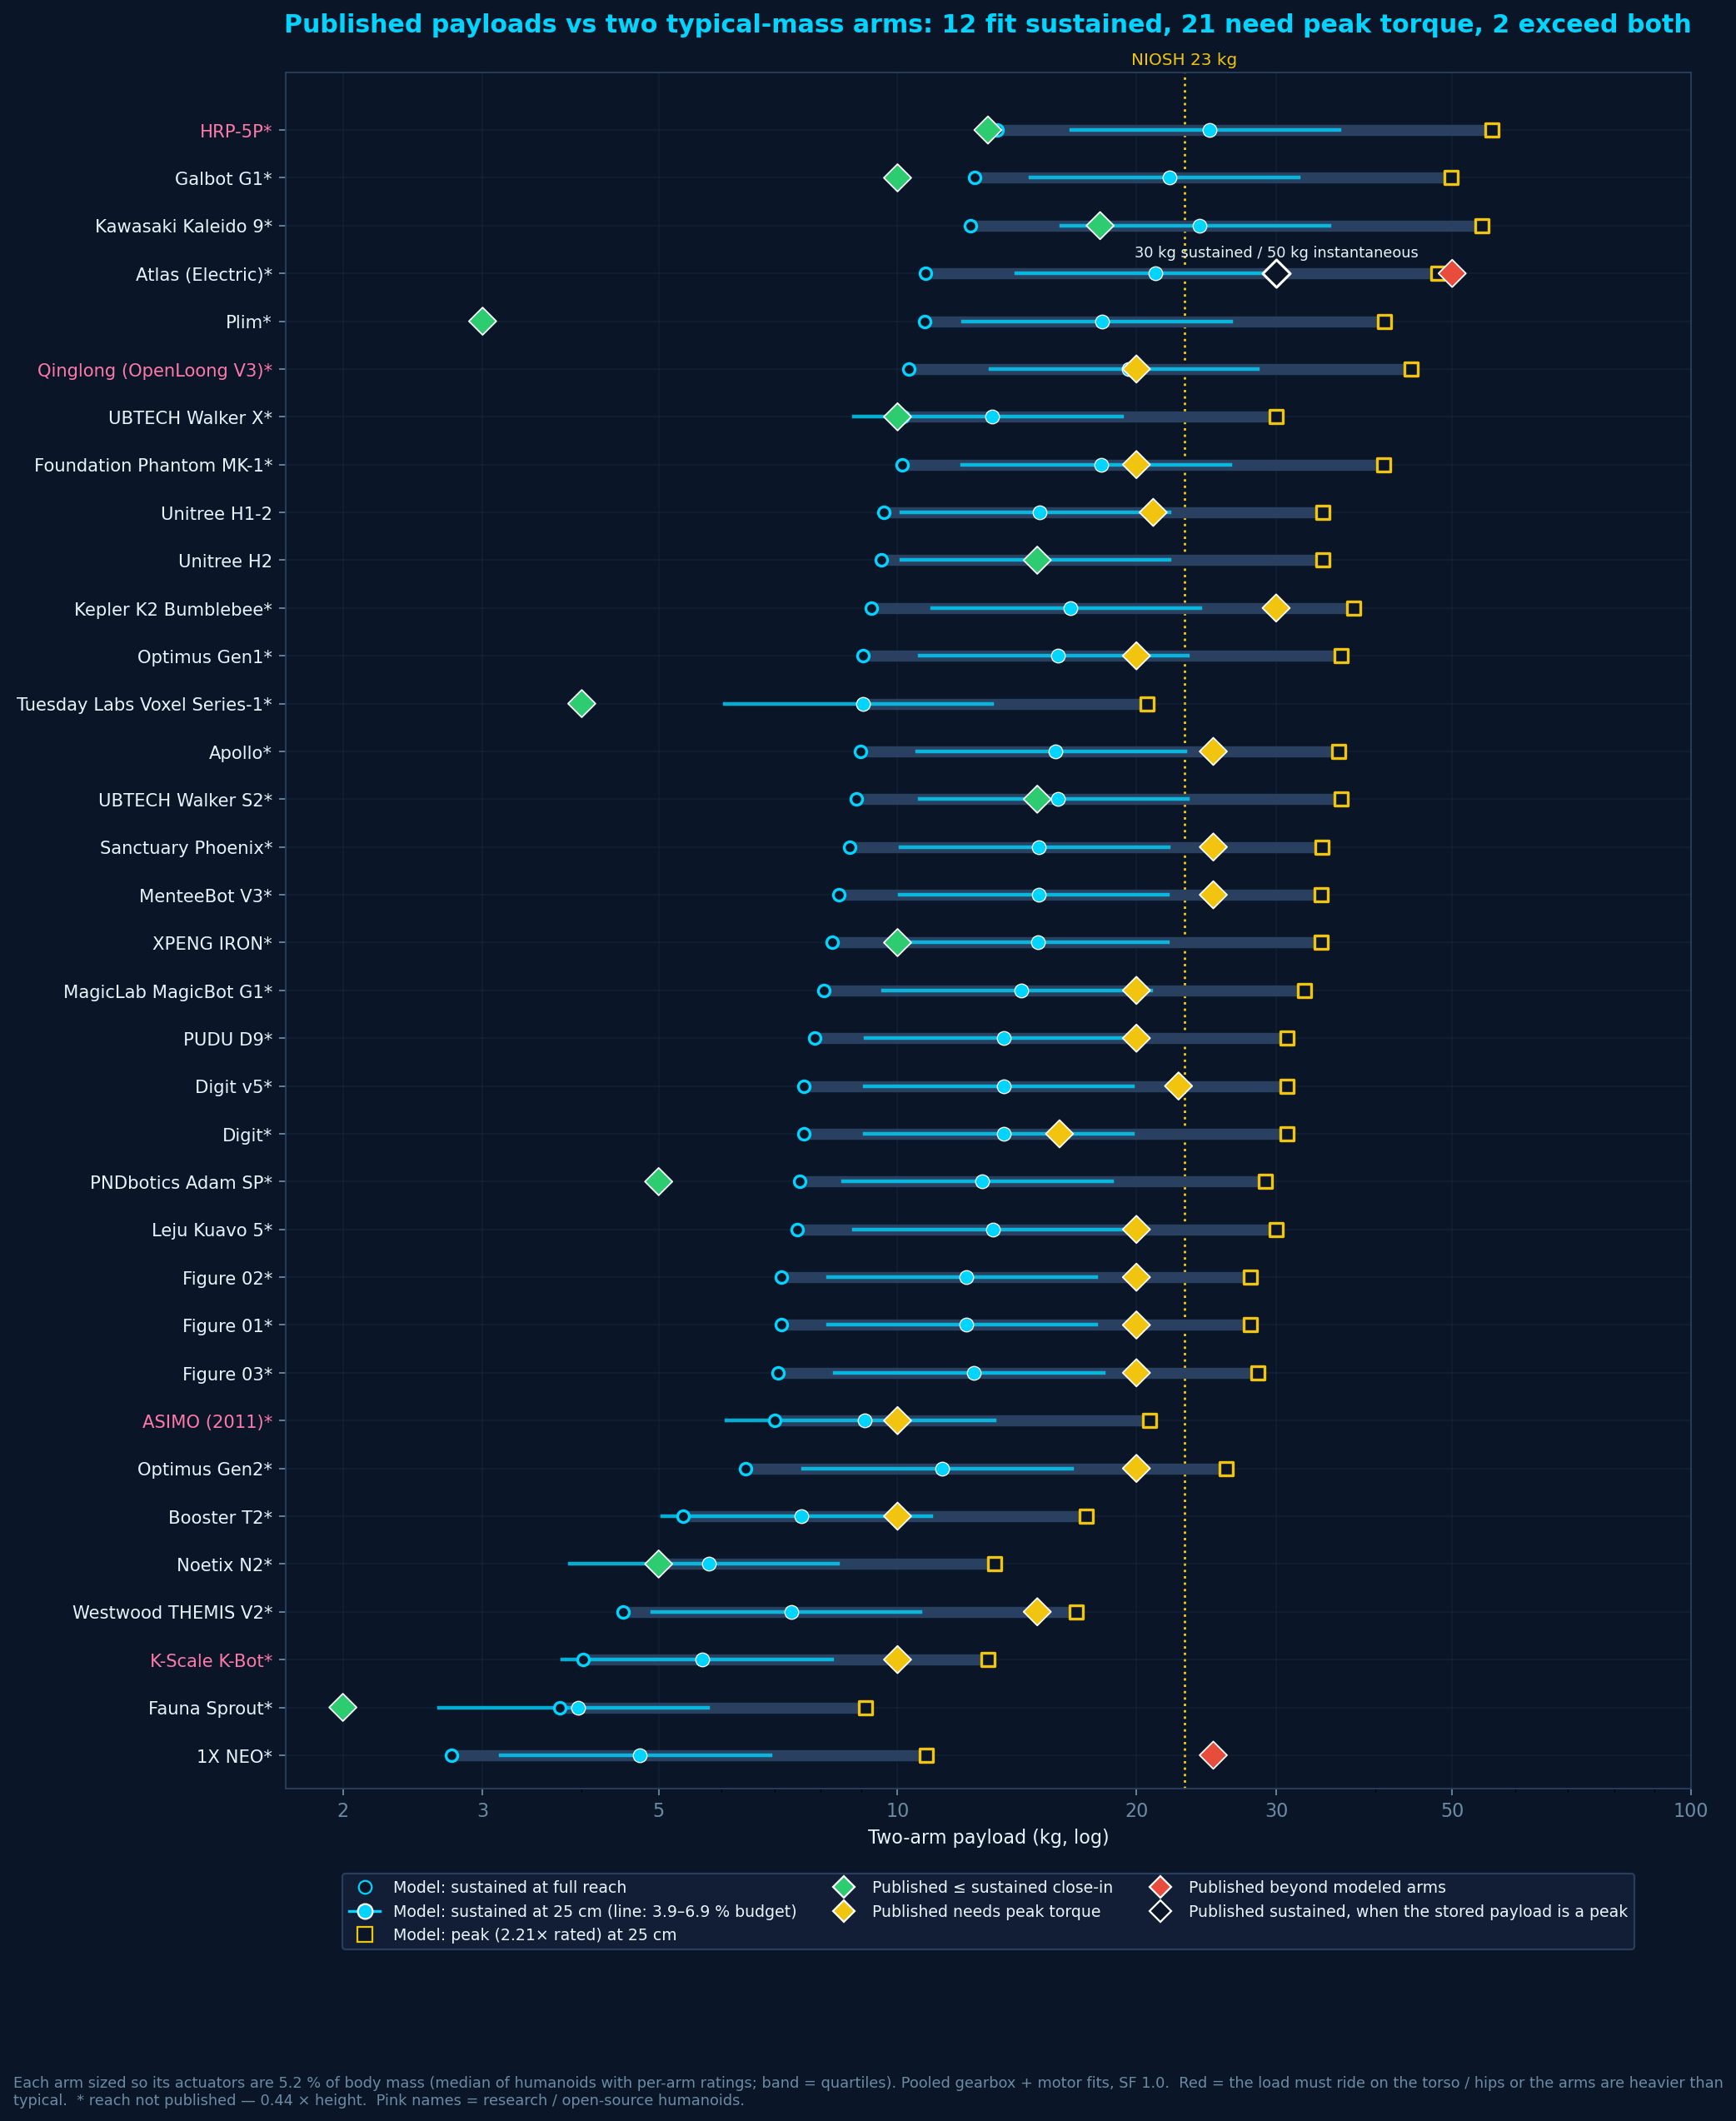 Published payloads vs two typical-mass arms: 12 fit sustained, 21 need peak torque, 2 exceed both
NIOSH 23 kg
HRP-5P*
Galbot G1*
Kawasaki Kaleido 9*
30 kg sustained / 50 kg instantaneous
Atlas (Electric)*
Plim*
Qinglong (OpenLoong V3)*
UBTECH Walker X*
Foundation Phantom MK-1*
Unitree H1-2
Unitree H2
Kepler K2 Bumblebee*
Optimus Gen1*
Tuesday Labs Voxel Series-1*
Apollo*
UBTECH Walker S2*
Sanctuary Phoenix*
MenteeBot V3*
XPENG IRON*
MagicLab MagicBot G1*
PUDU D9*
Digit v5*
Digit*
PNDbotics Adam SP*
Leju Kuavo 5*
Figure 02*
Figure 01*
Figure 03*
ASIMO (2011)*
Optimus Gen2*
Booster T2*
Noetix N2*
Westwood THEMIS V2*
K-Scale K-Bot*
Fauna Sprout*
1X NEO*
2 3 5 10 20 30 50 100
Two-arm payload (kg, log)
Model: sustained at full reach
Model: sustained at 25 cm (line: 3.9–6.9 % budget)
Model: peak (2.21× rated) at 25 cm
Published ≤ sustained close-in
Published needs peak torque
Published beyond modeled arms
Published sustained, when the stored payload is a peak
Each arm sized so its actuators are 5.2 % of body mass (median of humanoids with per-arm ratings; band = quartiles). Pooled gearbox + motor fits, SF 1.0.  Red = the load must ride on the torso / hips or the arms are heavier than
typical.  * reach not published — 0.44 × height.  Pink names = research / open-source humanoids.